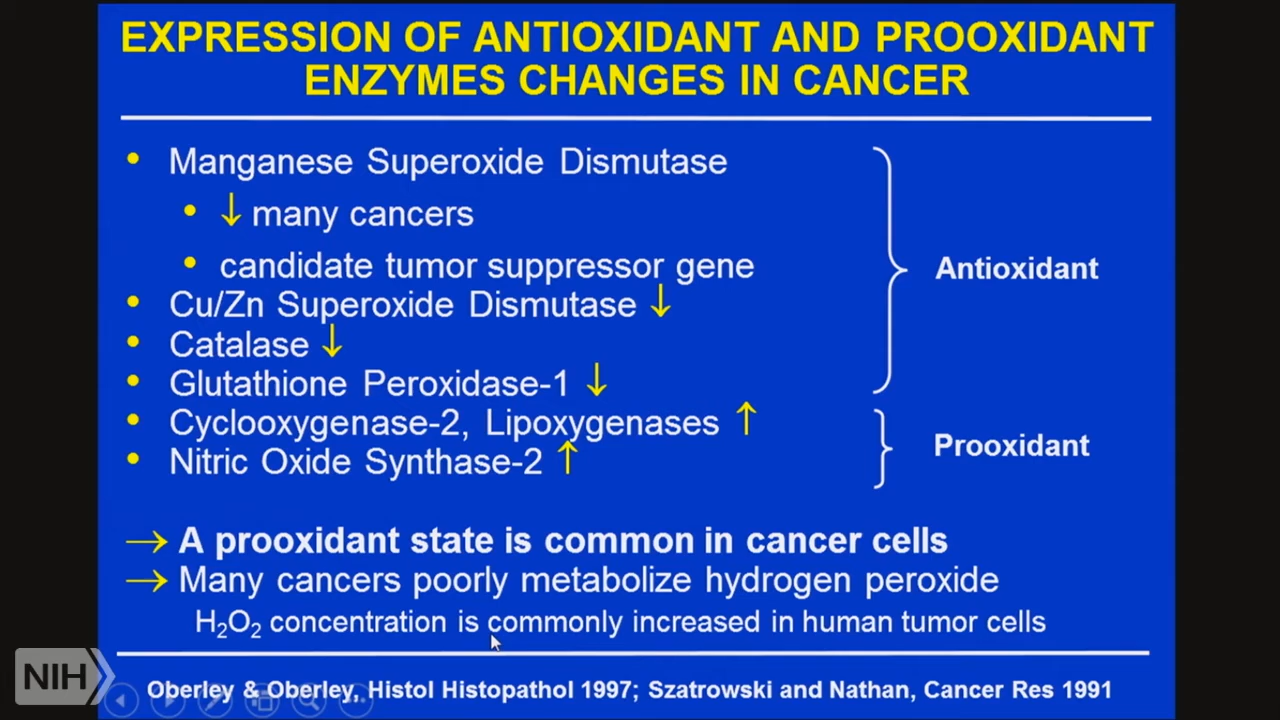 EXPRESSION OF ANTIOXIDANT AND PROOXIDANT
ENZYMES CHANGES IN CANCER
• Manganese Superoxide Dismutase
• ↓ many cancers
• candidate tumor suppressor gene
• Cu/Zn Superoxide Dismutase ↓
• Catalase ↓
• Glutathione Peroxidase-1 ↓
Antioxidant
• Cyclooxygenase-2, Lipoxygenases ↑
• Nitric Oxide Synthase-2 ↑
Prooxidant
→ A prooxidant state is common in cancer cells
→ Many cancers poorly metabolize hydrogen peroxide
H₂O₂ concentration is commonly increased in human tumor cells
NIH
Oberley & Oberley, Histol Histopathol 1997; Szatrowski and Nathan, Cancer Res 1991